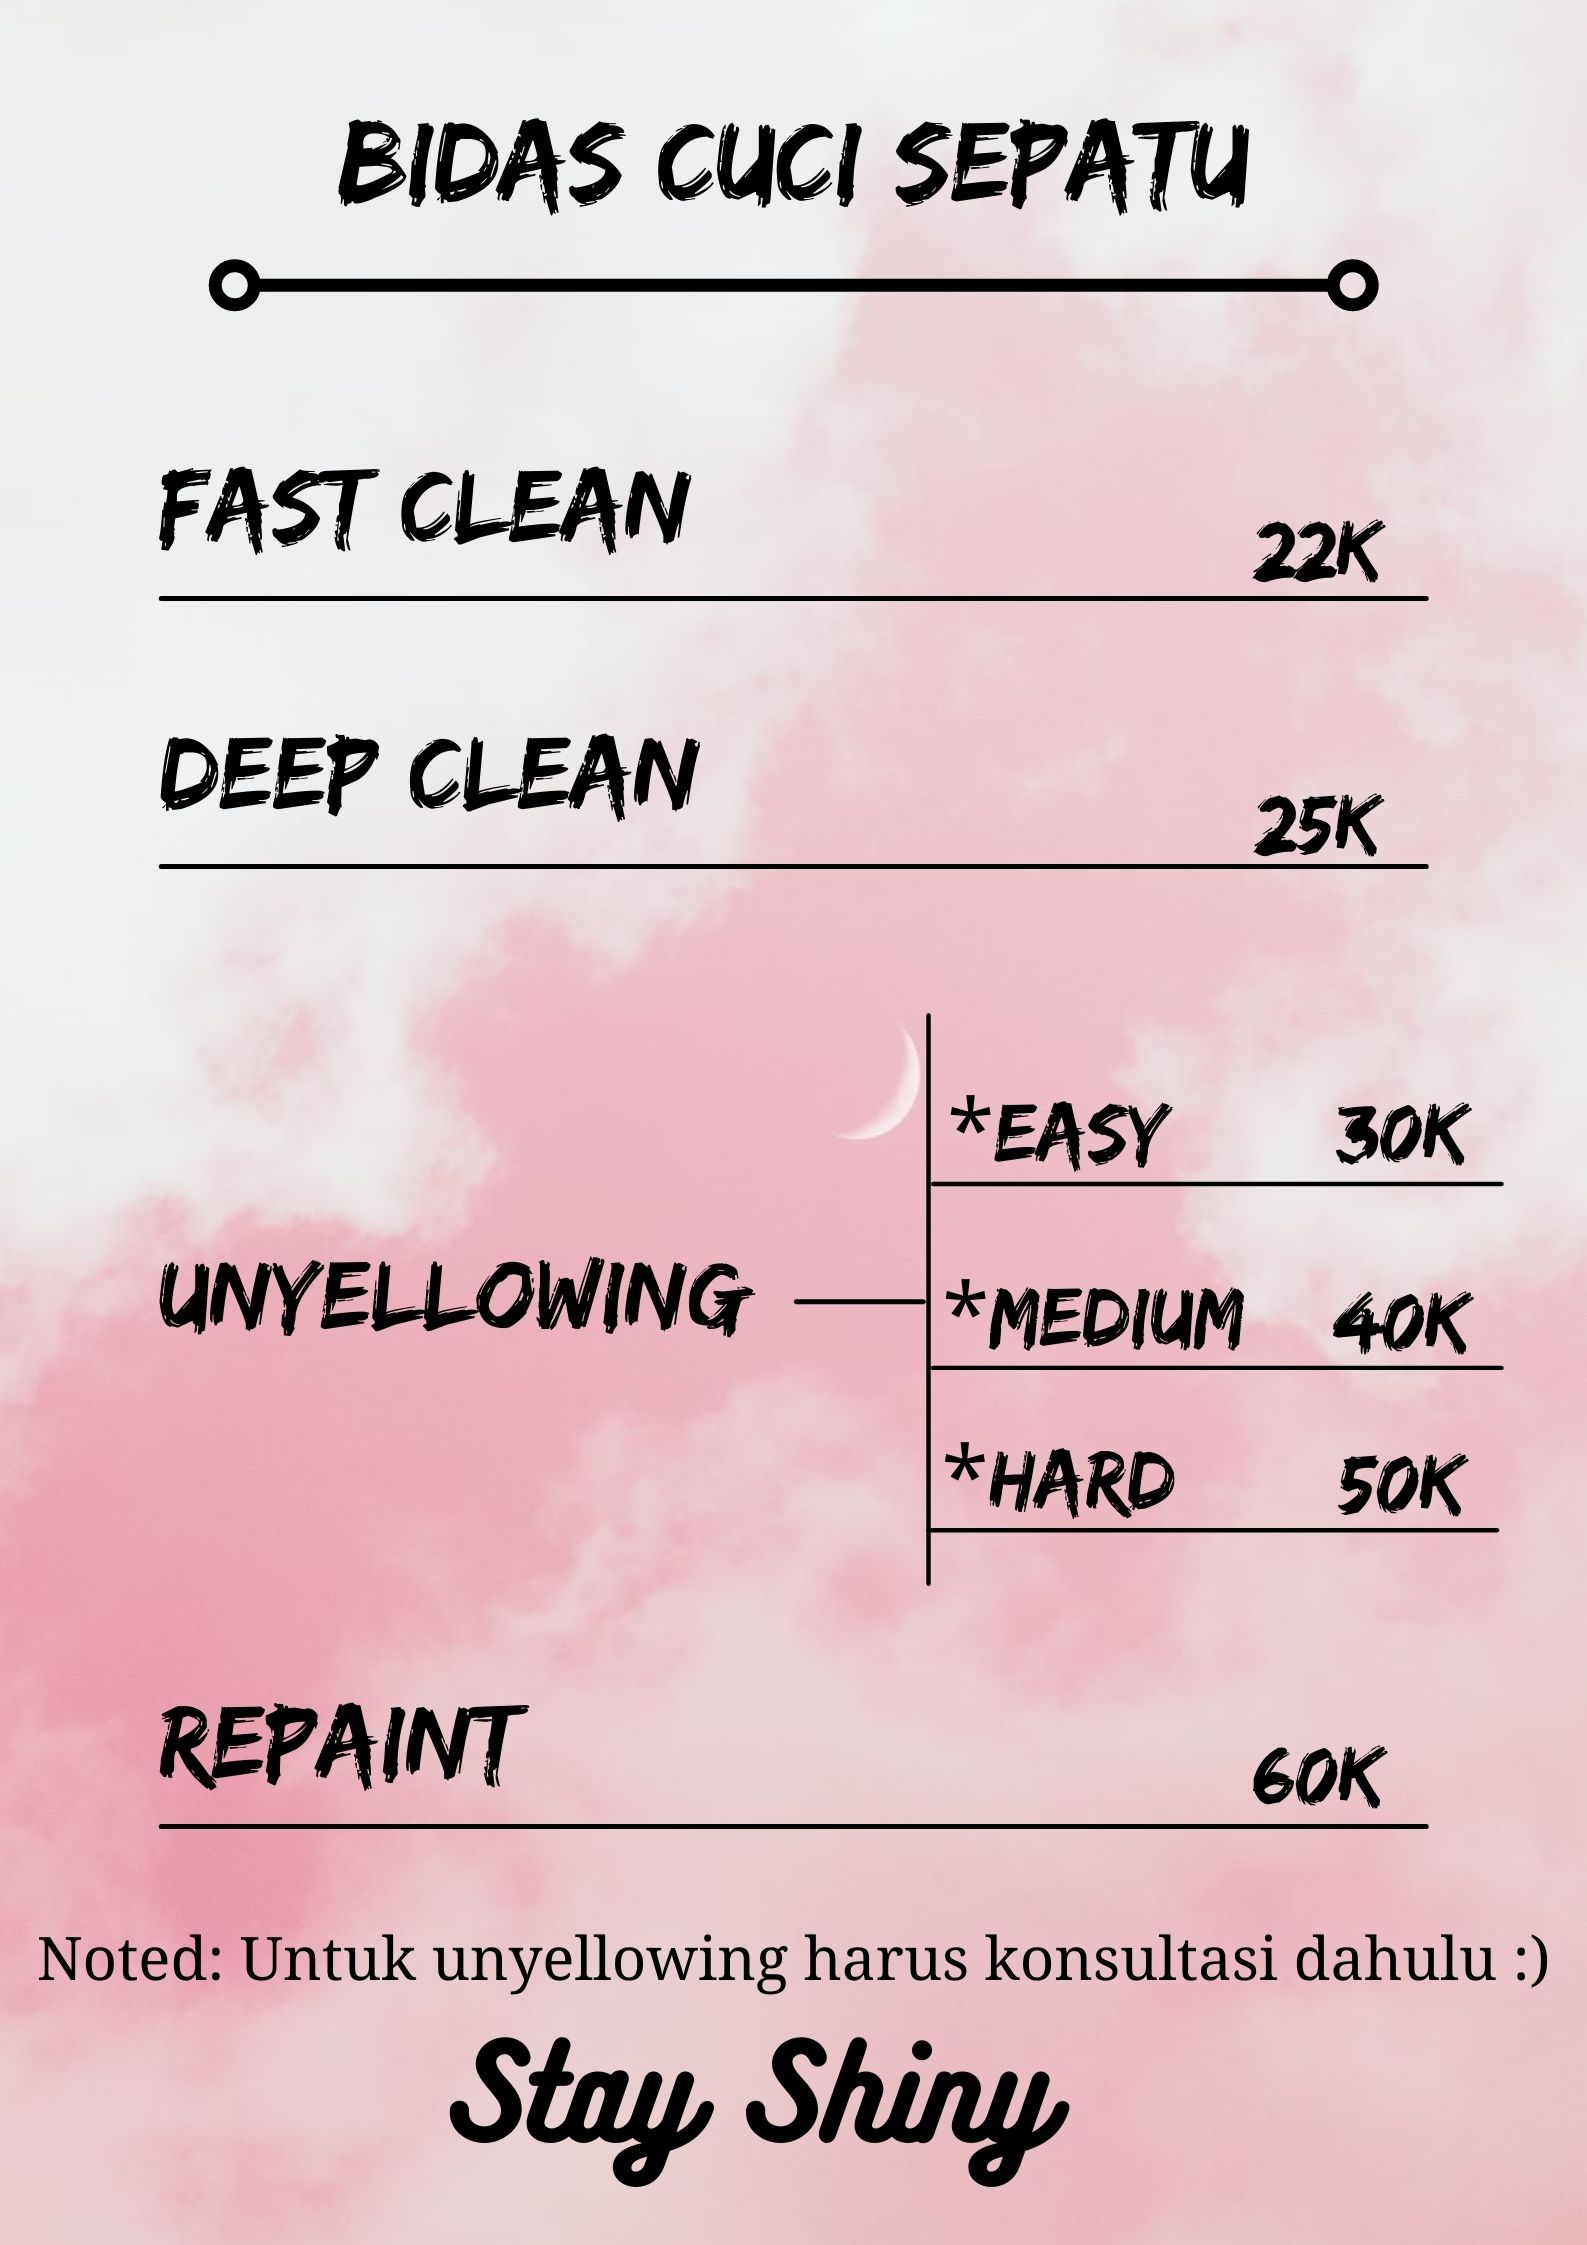 BIDAS CUCI SEPATU
FAST CLEAN 22K
DEEP CLEAN 25K
UNYELLOWING
*EASY 30K
*MEDIUM 40K
*HARD 50K
REPAINT 60K
Noted: Untuk unyellowing harus konsultasi dahulu :)
Stay Shiny